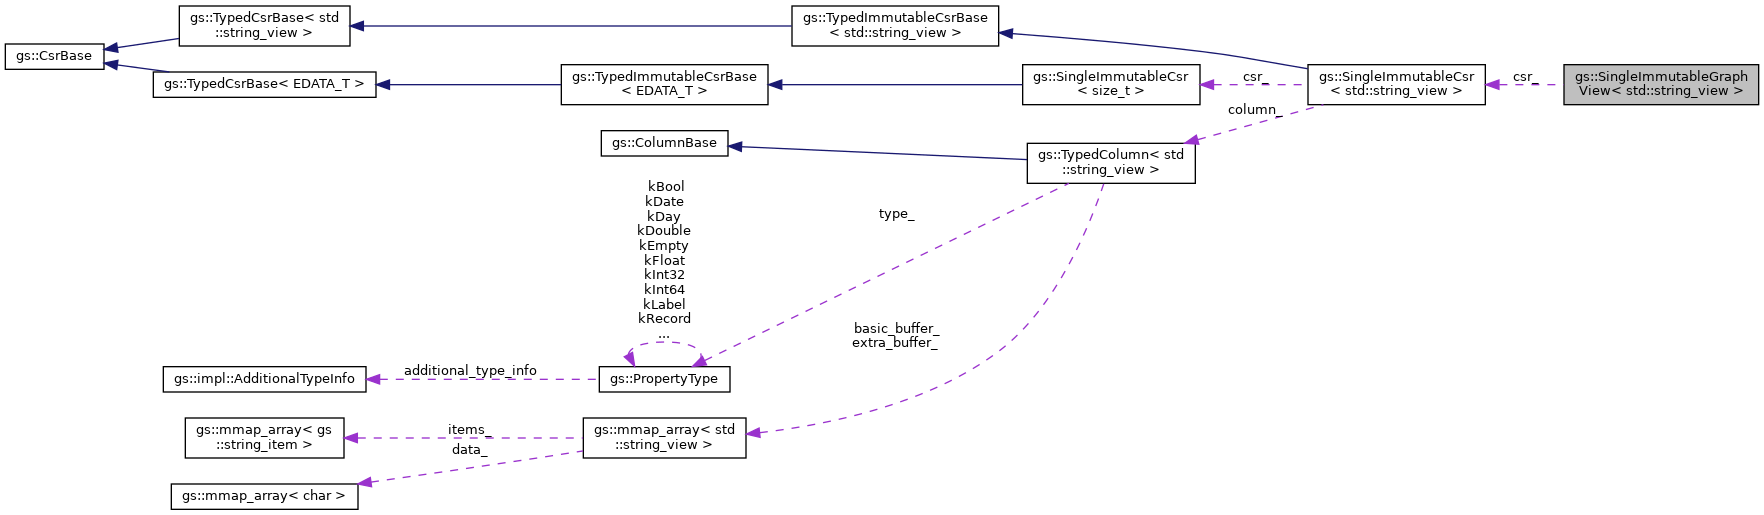 gs::TypedCsrBase< std
::string_view >
gs::TypedImmutableCsrBase
< std::string_view >
gs::CsrBase
gs::TypedCsrBase< EDATA_T >
gs::TypedImmutableCsrBase
< EDATA_T >
gs::SingleImmutableCsr
< size_t >
csr_
gs::SingleImmutableCsr
< std::string_view >
csr_
gs::SingleImmutableGraph
View< std::string_view >
column_
gs::ColumnBase
gs::TypedColumn< std
::string_view >
kBool
kDate
kDay
kDouble
kEmpty
kFloat
kInt32
kInt64
kLabel
kRecord
...
type_
basic_buffer_
extra_buffer_
gs::impl::AdditionalTypeInfo
additional_type_info
gs::PropertyType
gs::mmap_array< gs
::string_item >
items_
data_
gs::mmap_array< std
::string_view >
gs::mmap_array< char >